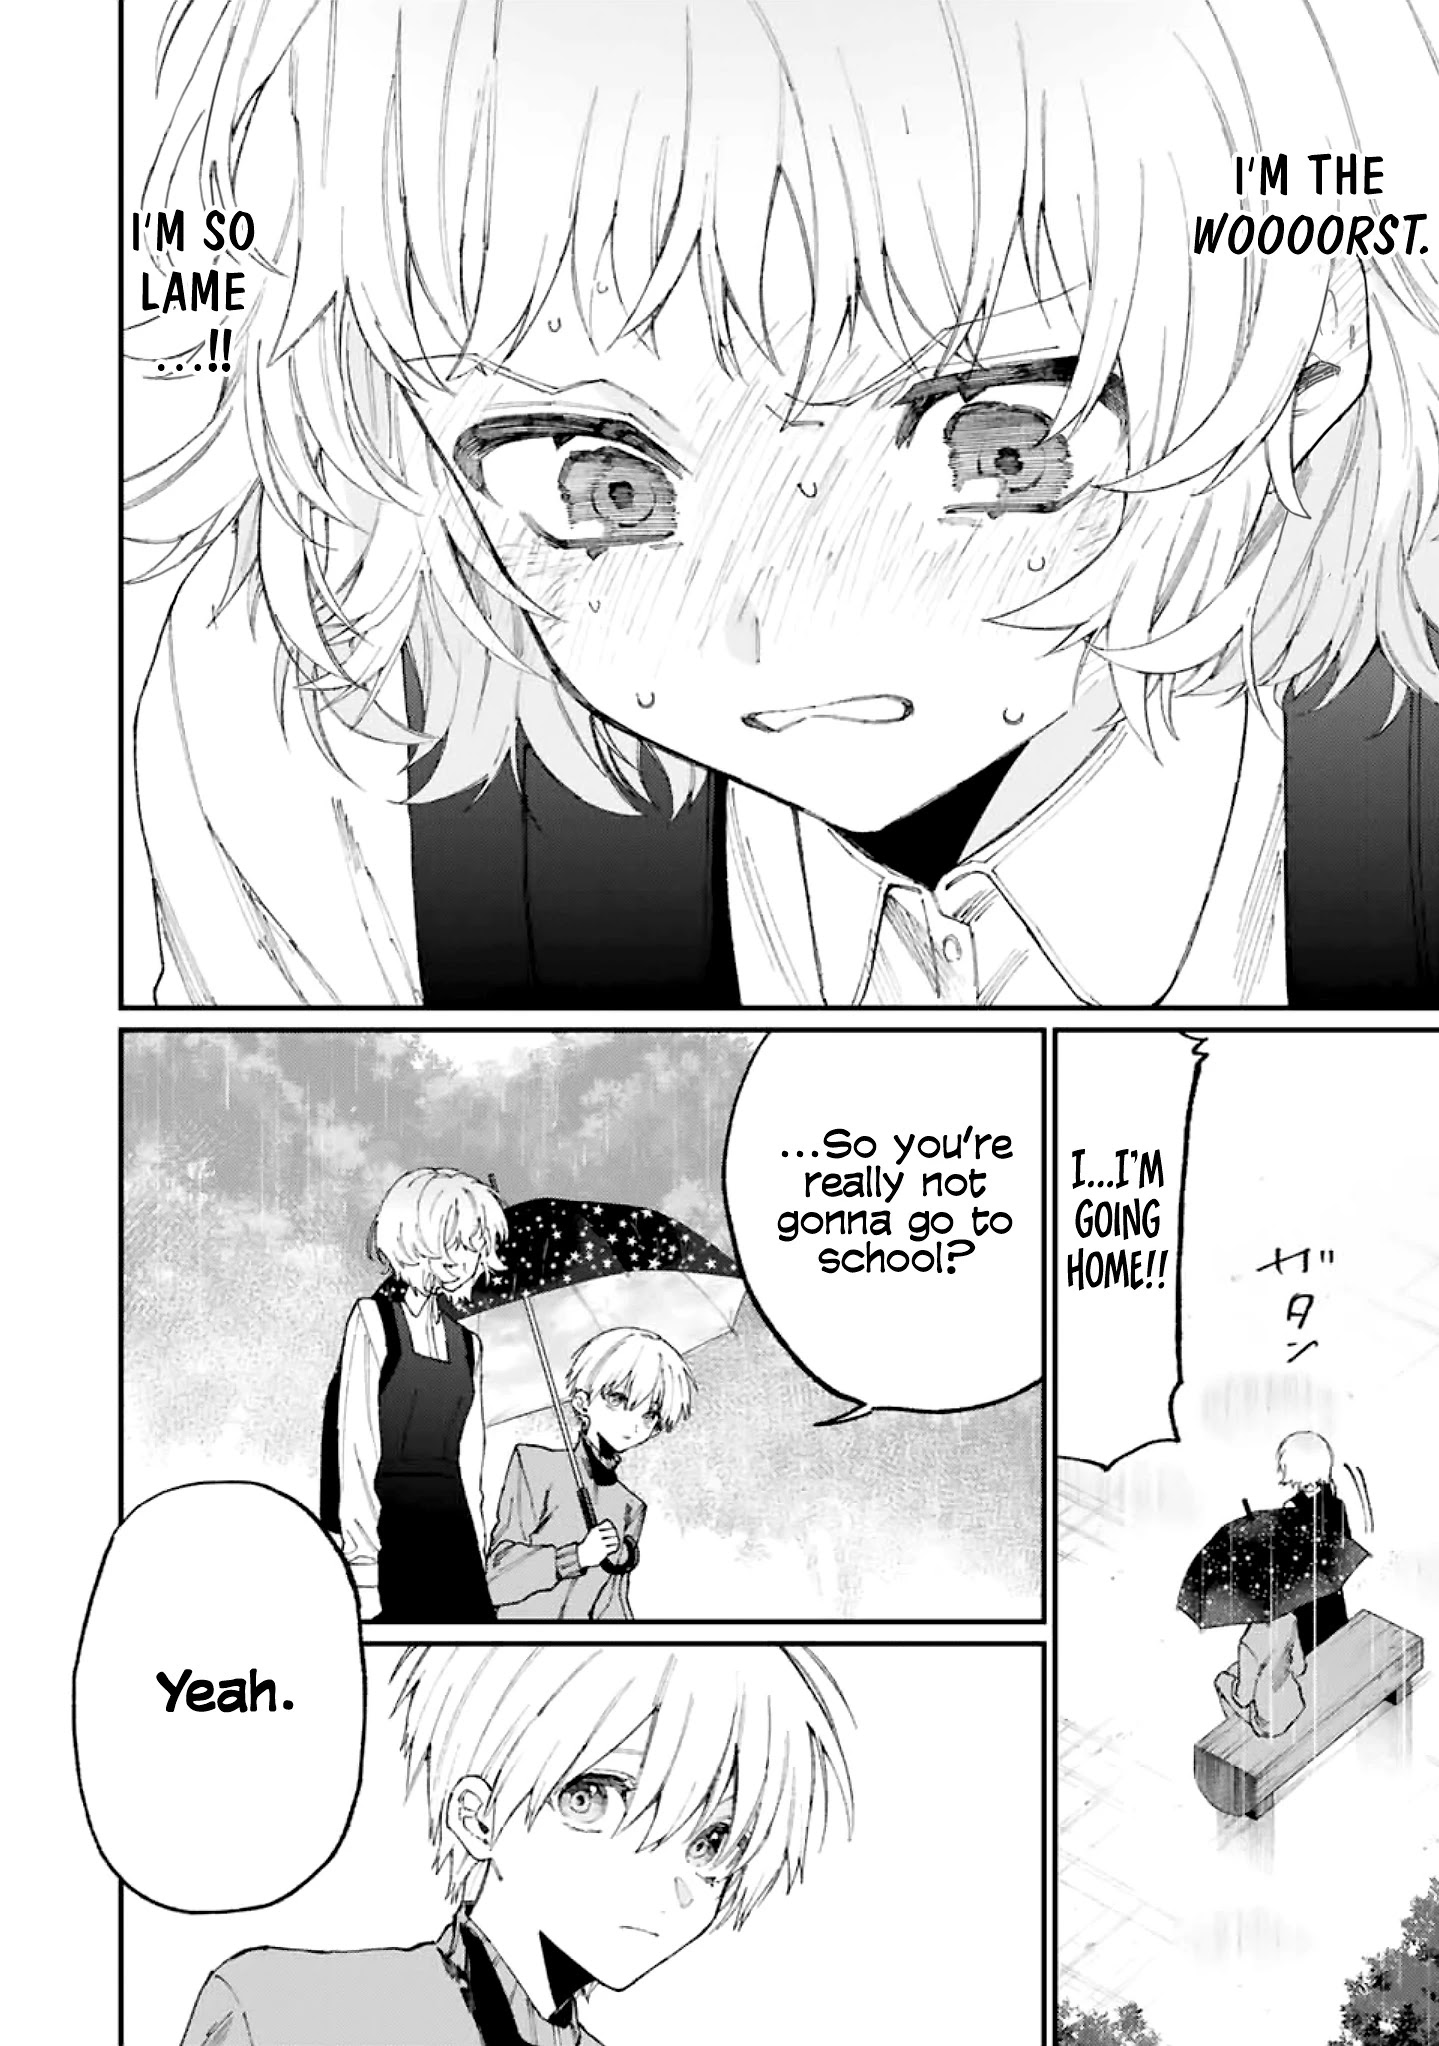 I'M THE
WOOOORST.
I'M SO
LAME
...!!
I...I'M
GOING
HOME!!
ガ
タ
ン
...So you're
really not
gonna go to
school?
Yeah.